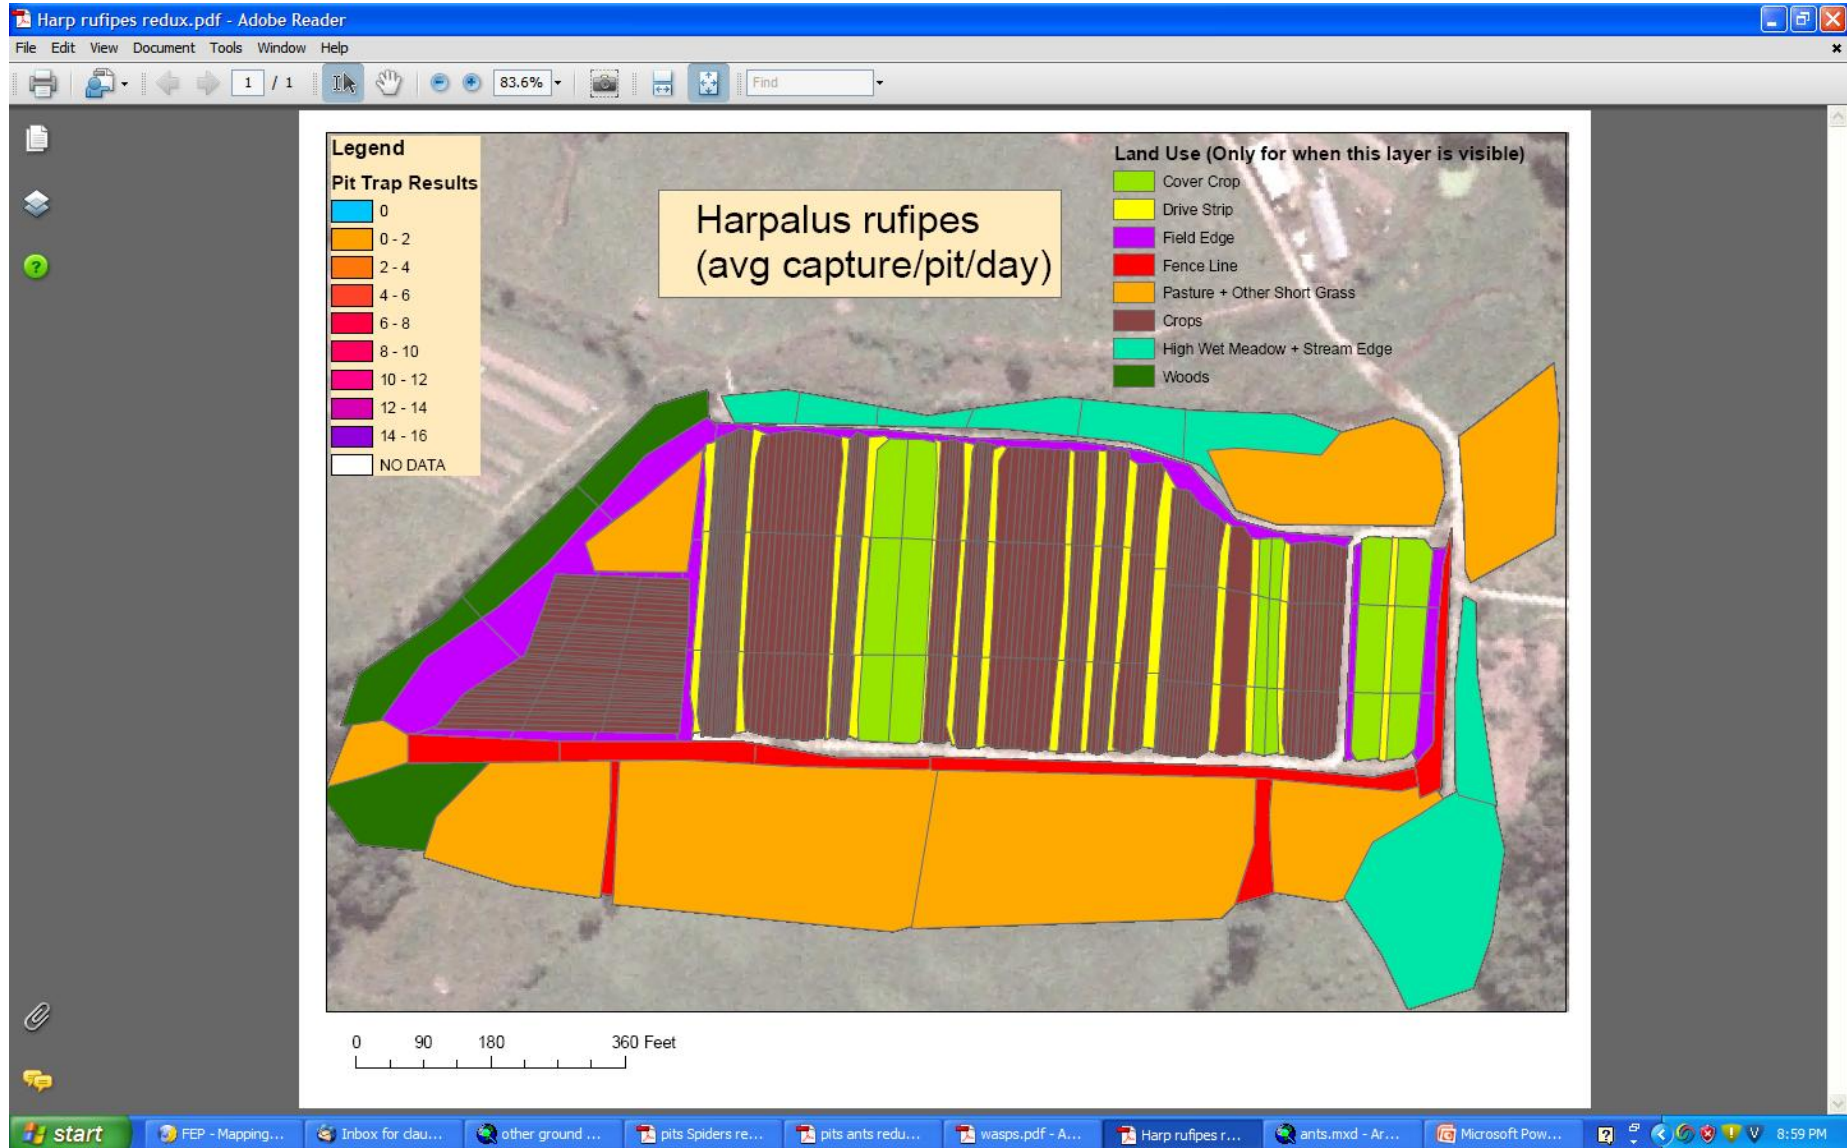 Harp rufipes redux.pdf - Adobe Reader
File Edit View Document Tools Window Help
1 / 1 83.6% Find
Legend
Pit Trap Results
0
0 - 2
2 - 4
4 - 6
6 - 8
8 - 10
10 - 12
12 - 14
14 - 16
NO DATA
Harpalus rufipes
(avg capture/pit/day)
Land Use (Only for when this layer is visible)
Cover Crop
Drive Strip
Field Edge
Fence Line
Pasture + Other Short Grass
Crops
High Wet Meadow + Stream Edge
Woods
0 90 180 360 Feet
start FEP - Mapping... Inbox for clau... other ground ... pits Spiders re... pits ants redu... wasps.pdf - A... Harp rufipes r... ants.mxd - Ar... Microsoft Pow... 8:59 PM